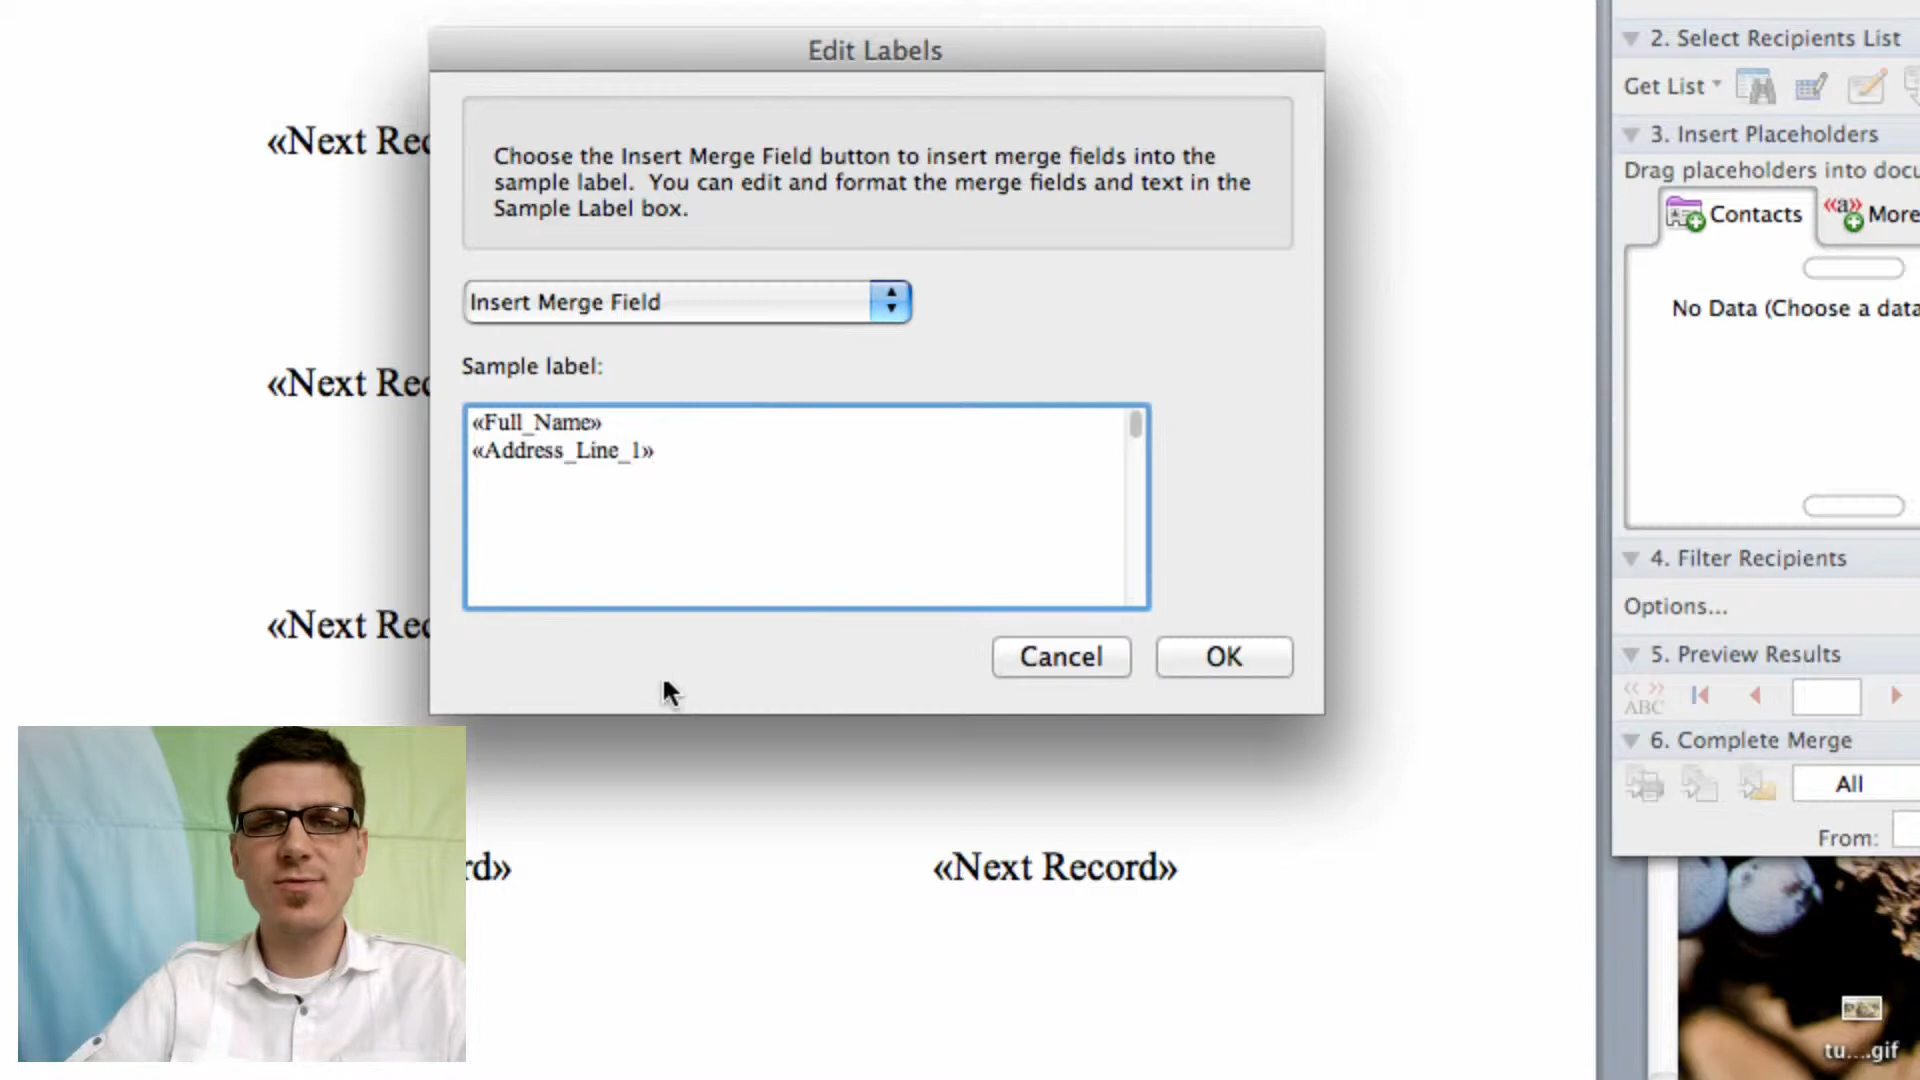 Edit Labels
Choose the Insert Merge Field button to insert merge fields into the
sample label. You can edit and format the merge fields and text in the
Sample Label box.
Insert Merge Field
Sample label:
«Full_Name»
«Address_Line_1»
Cancel
OK
«Next Rec
«Next Rec
«Next Rec
rd»
«Next Record»
2. Select Recipients List
Get List
3. Insert Placeholders
Drag placeholders into docu
Contacts
«a»
More
No Data (Choose a data
4. Filter Recipients
Options...
5. Preview Results
« »
ABC
6. Complete Merge
All
From:
tu....gif